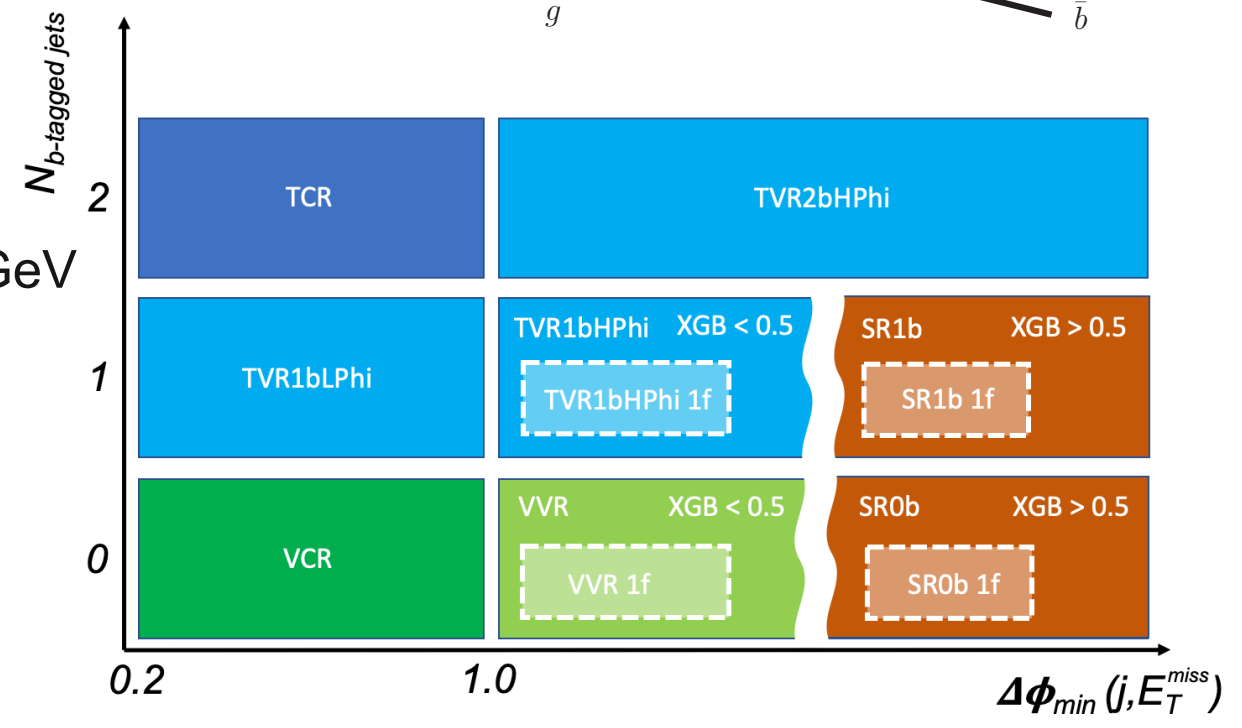 g
b̄
N_b-tagged jets
2
TCR
TVR2bHPhi
GeV
1
TVR1bLPhi
TVR1bHPhi XGB < 0.5
TVR1bHPhi 1f
SR1b XGB > 0.5
SR1b 1f
0
VCR
VVR XGB < 0.5
VVR 1f
SR0b XGB > 0.5
SR0b 1f
0.2 1.0
Δϕ_min (j,E_T^miss)